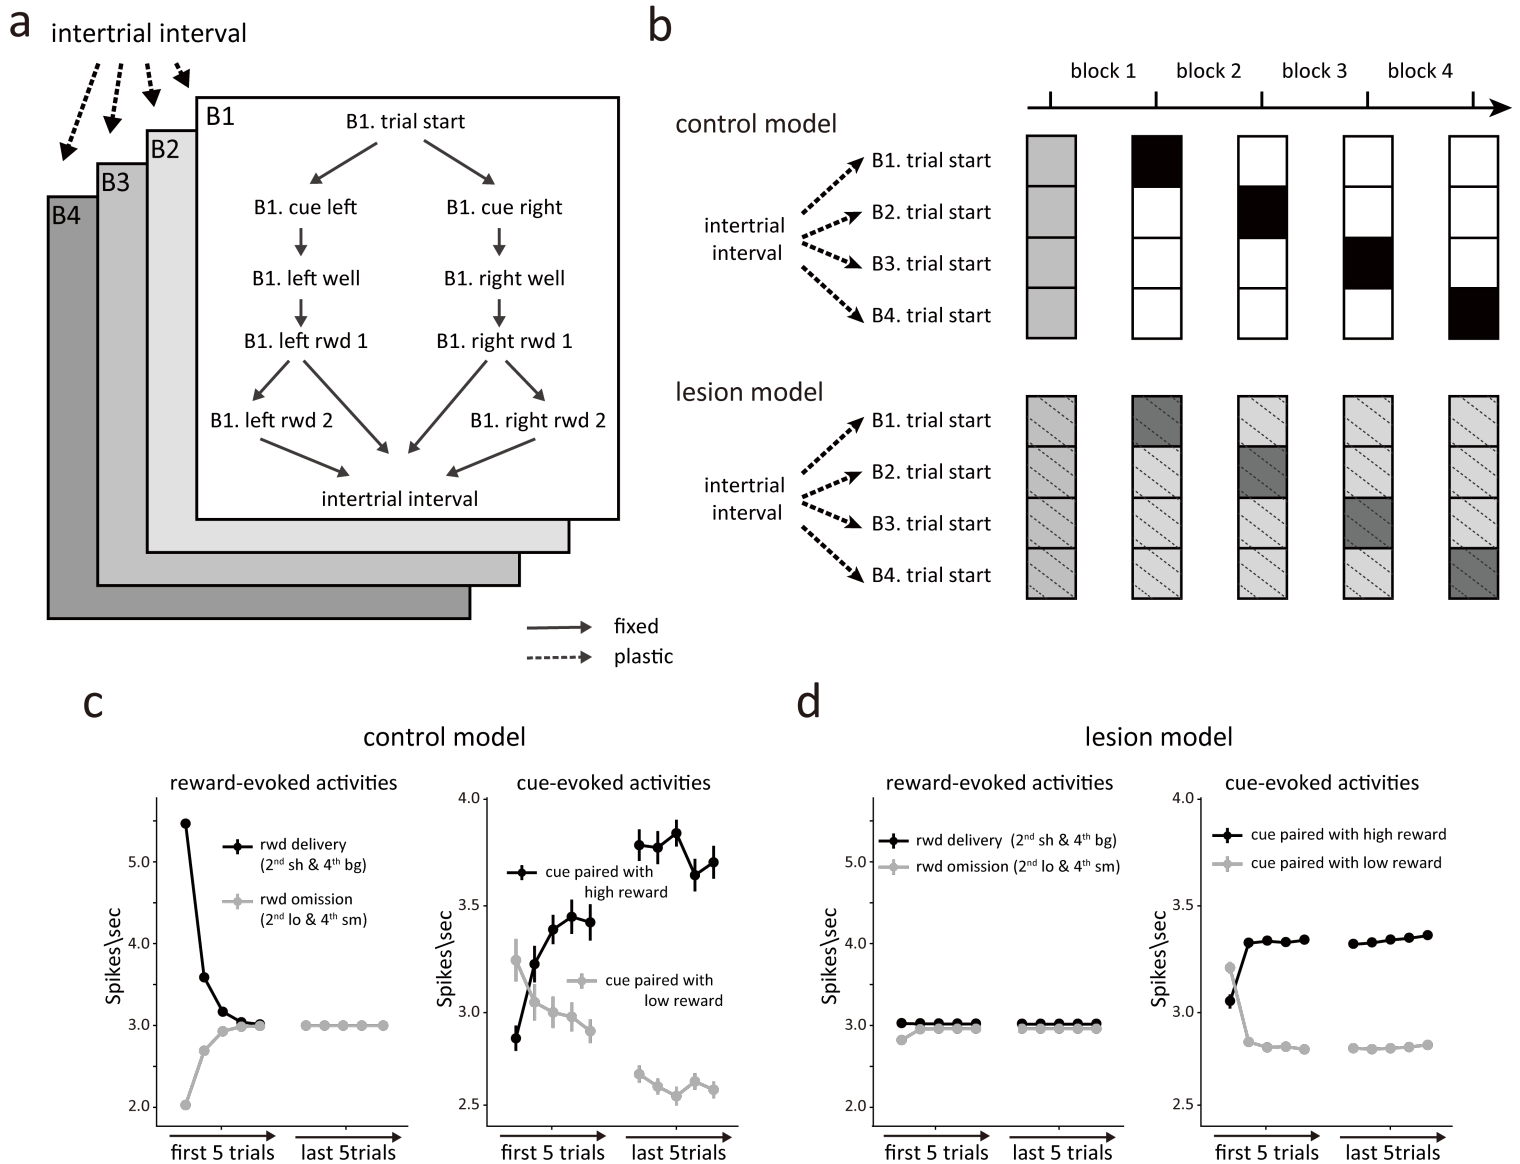 a
intertrial interval
B1
B2
B3
B4
B1. trial start
B1. cue left
B1. cue right
B1. left well
B1. right well
B1. left rwd 1
B1. right rwd 1
B1. left rwd 2
B1. right rwd 2
intertrial interval
fixed
plastic
b
block 1
block 2
block 3
block 4
control model
intertrial
interval
B1. trial start
B2. trial start
B3. trial start
B4. trial start
lesion model
intertrial
interval
B1. trial start
B2. trial start
B3. trial start
B4. trial start
c
control model
reward-evoked activities
Spikes\sec
5.0
4.0
3.0
2.0
rwd delivery
(2nd sh & 4th bg)
rwd omission
(2nd lo & 4th sm)
first 5 trials
last 5trials
cue-evoked activities
Spikes\sec
4.0
3.5
3.0
2.5
cue paired with
high reward
cue paired with
low reward
first 5 trials
last 5trials
d
lesion model
reward-evoked activities
Spikes\sec
5.0
4.0
3.0
2.0
rwd delivery (2nd sh & 4th bg)
rwd omission (2nd lo & 4th sm)
first 5 trials
last 5trials
cue-evoked activities
Spikes\sec
4.0
3.5
3.0
2.5
cue paired with high reward
cue paired with low reward
first 5 trials
last 5trials